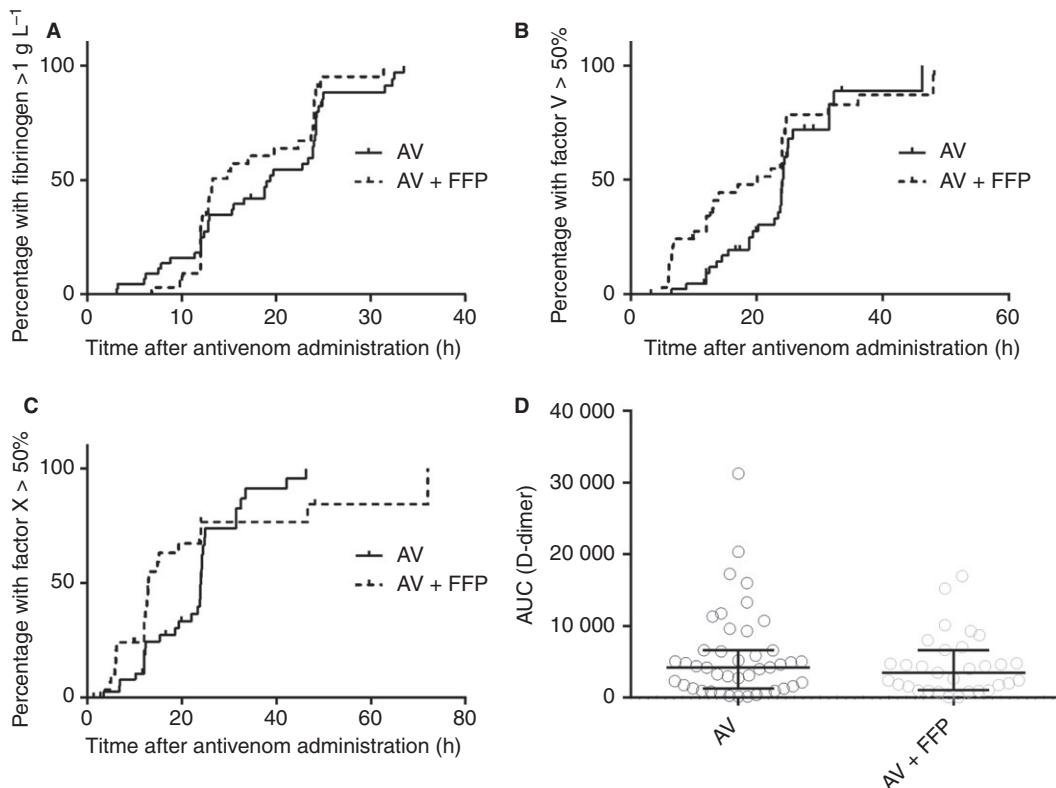 A
Percentage with fibrinogen >1 g L⁻¹
100
50
0
AV
AV + FFP
0 10 20 30 40
Titme after antivenom administration (h)
B
Percentage with factor V > 50%
100
50
0
AV
AV + FFP
0 20 40 60
Titme after antivenom administration (h)
C
Percentage with factor X > 50%
100
50
0
AV
AV + FFP
0 20 40 60 80
Titme after antivenom administration (h)
D
AUC (D-dimer)
40 000
30 000
20 000
10 000
0
AV
AV + FFP